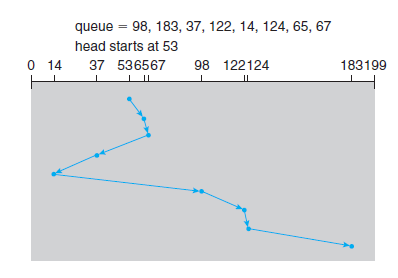 queue = 98, 183, 37, 122, 14, 124, 65, 67
head starts at 53
0 14 37 536567 98 122124 183199